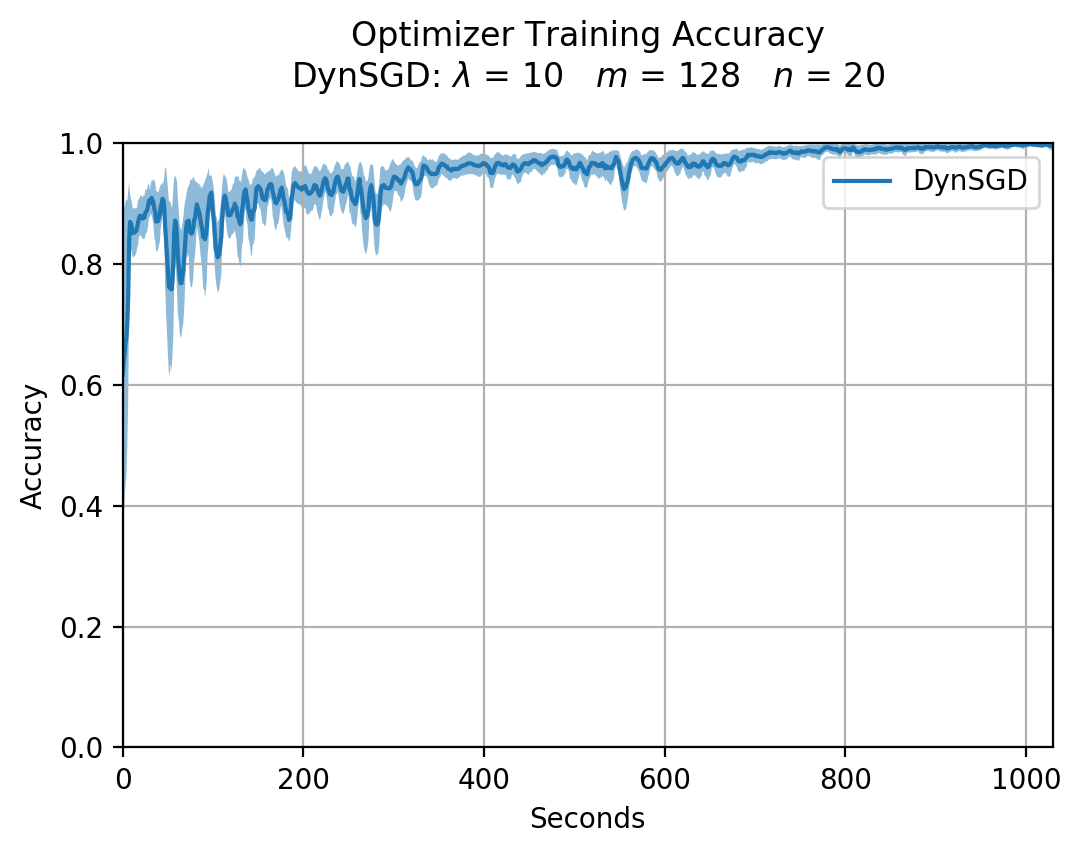 Optimizer Training Accuracy
DynSGD: λ = 10 m = 128 n = 20
1.0
0.8
0.6
0.4
0.2
0.0
Accuracy
DynSGD
0 200 400 600 800 1000
Seconds